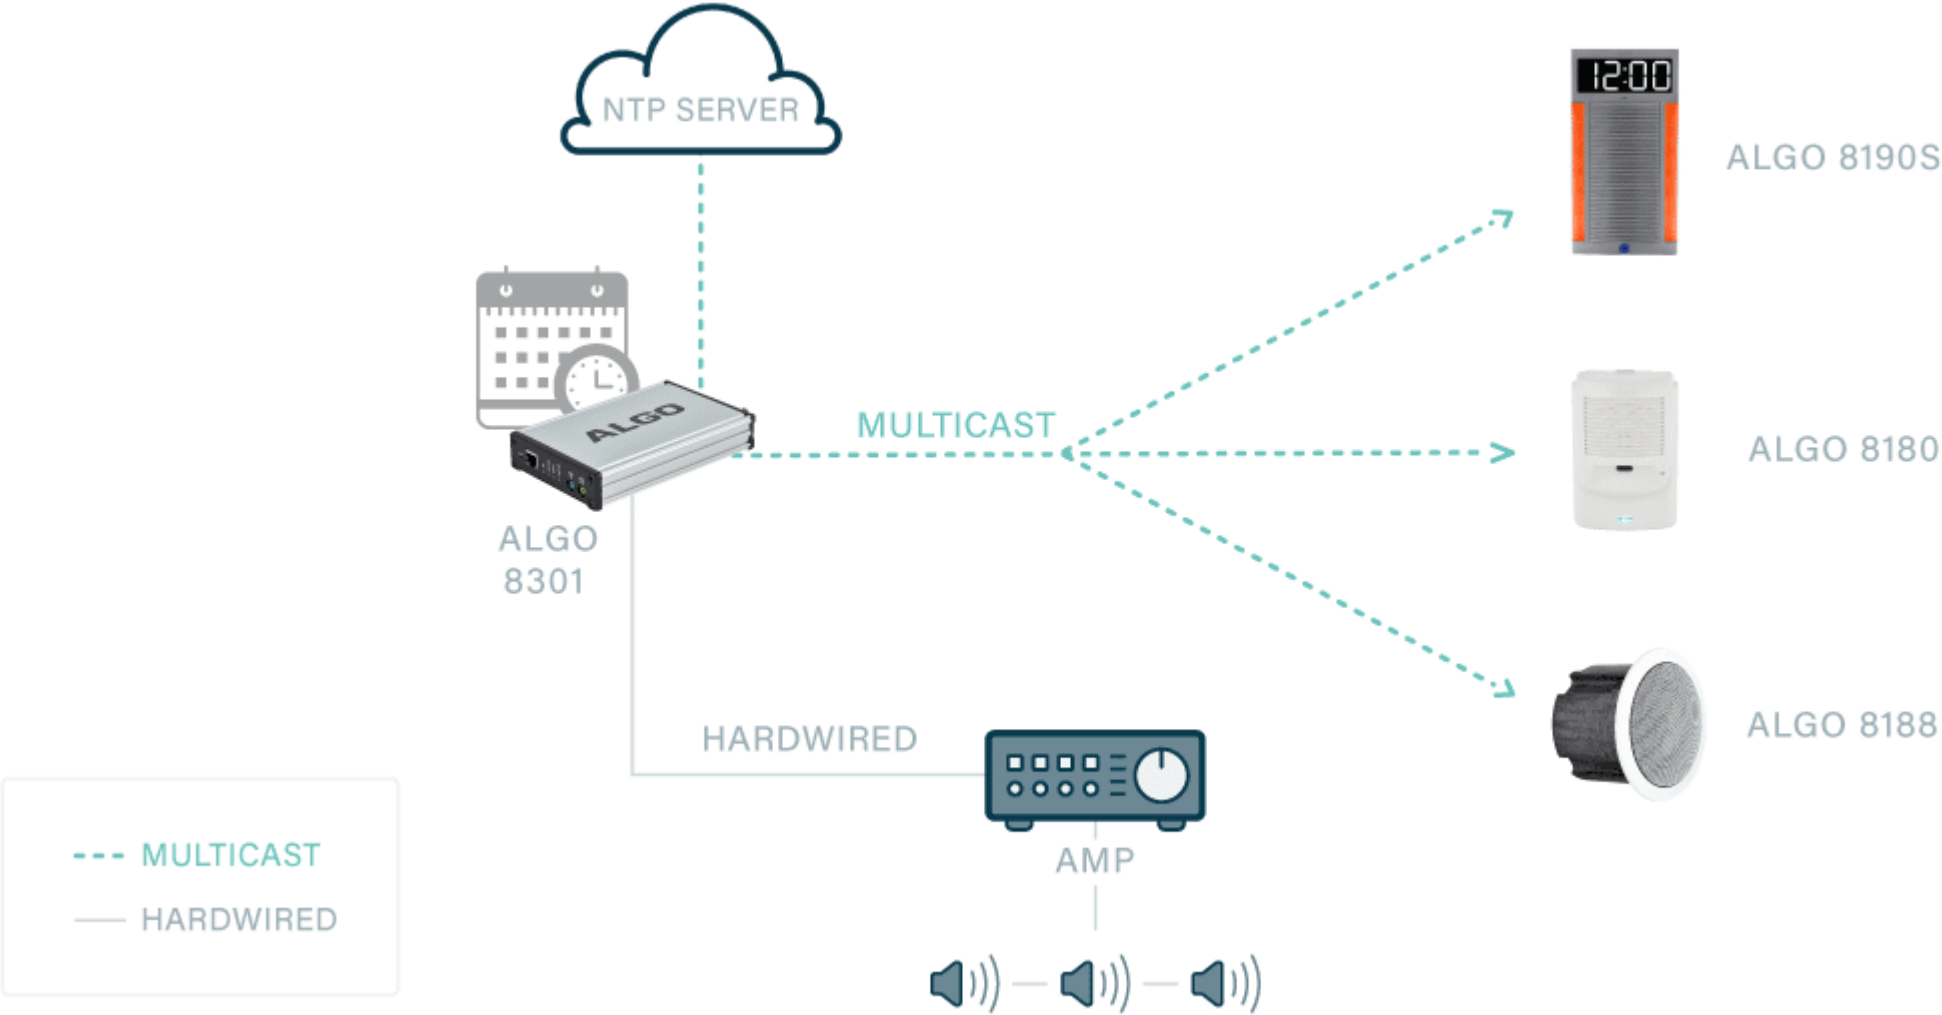 NTP SERVER
12:00
ALGO 8190S
ALGO
MULTICAST
ALGO 8180
ALGO
8301
HARDWIRED
ALGO 8188
AMP
MULTICAST
HARDWIRED